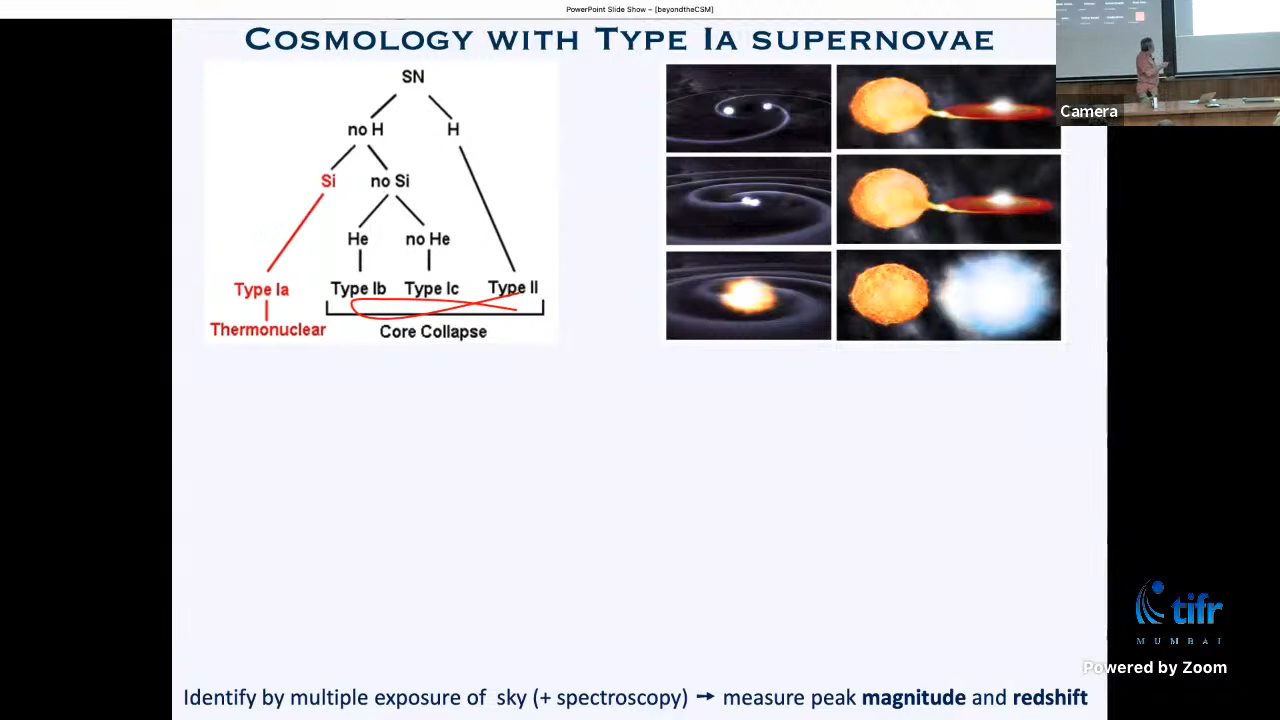 PowerPoint Slide Show – [beyondtheCSM]
COSMOLOGY WITH TYPE IA SUPERNOVAE
SN
no H H
Si no Si
He no He
Type Ia Type Ib Type Ic Type II
Thermonuclear Core Collapse
Camera
tifr
MUMBAI
Powered by Zoom
Identify by multiple exposure of sky (+ spectroscopy) → measure peak magnitude and redshift